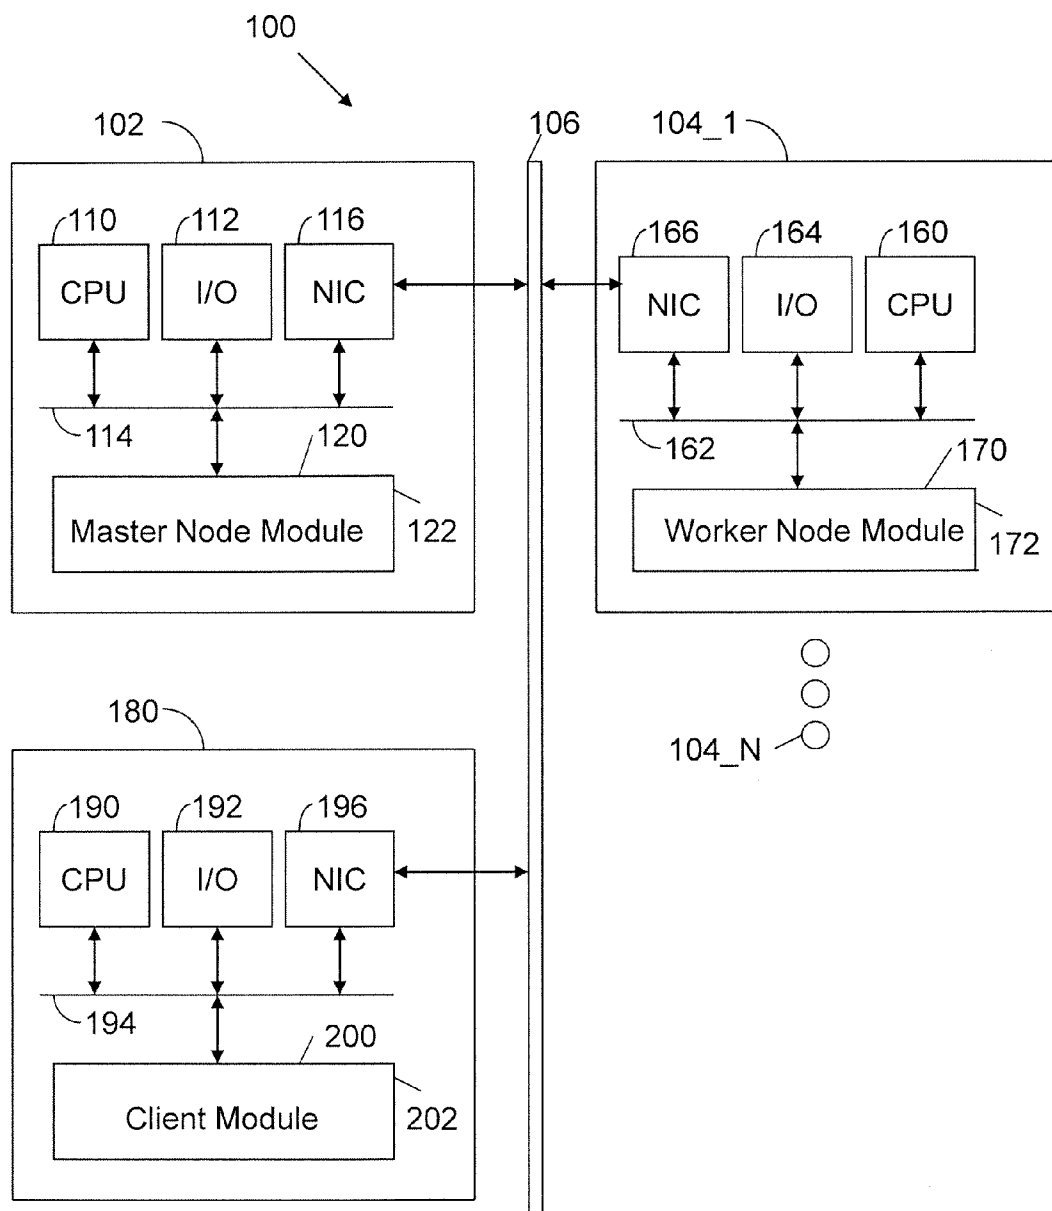 100
102
106
104_1
110
112
116
166
164
160
CPU
I/O
NIC
NIC
I/O
CPU
114
120
162
170
Master Node Module
122
Worker Node Module
172
180
104_N
190
192
196
CPU
I/O
NIC
194
200
Client Module
202